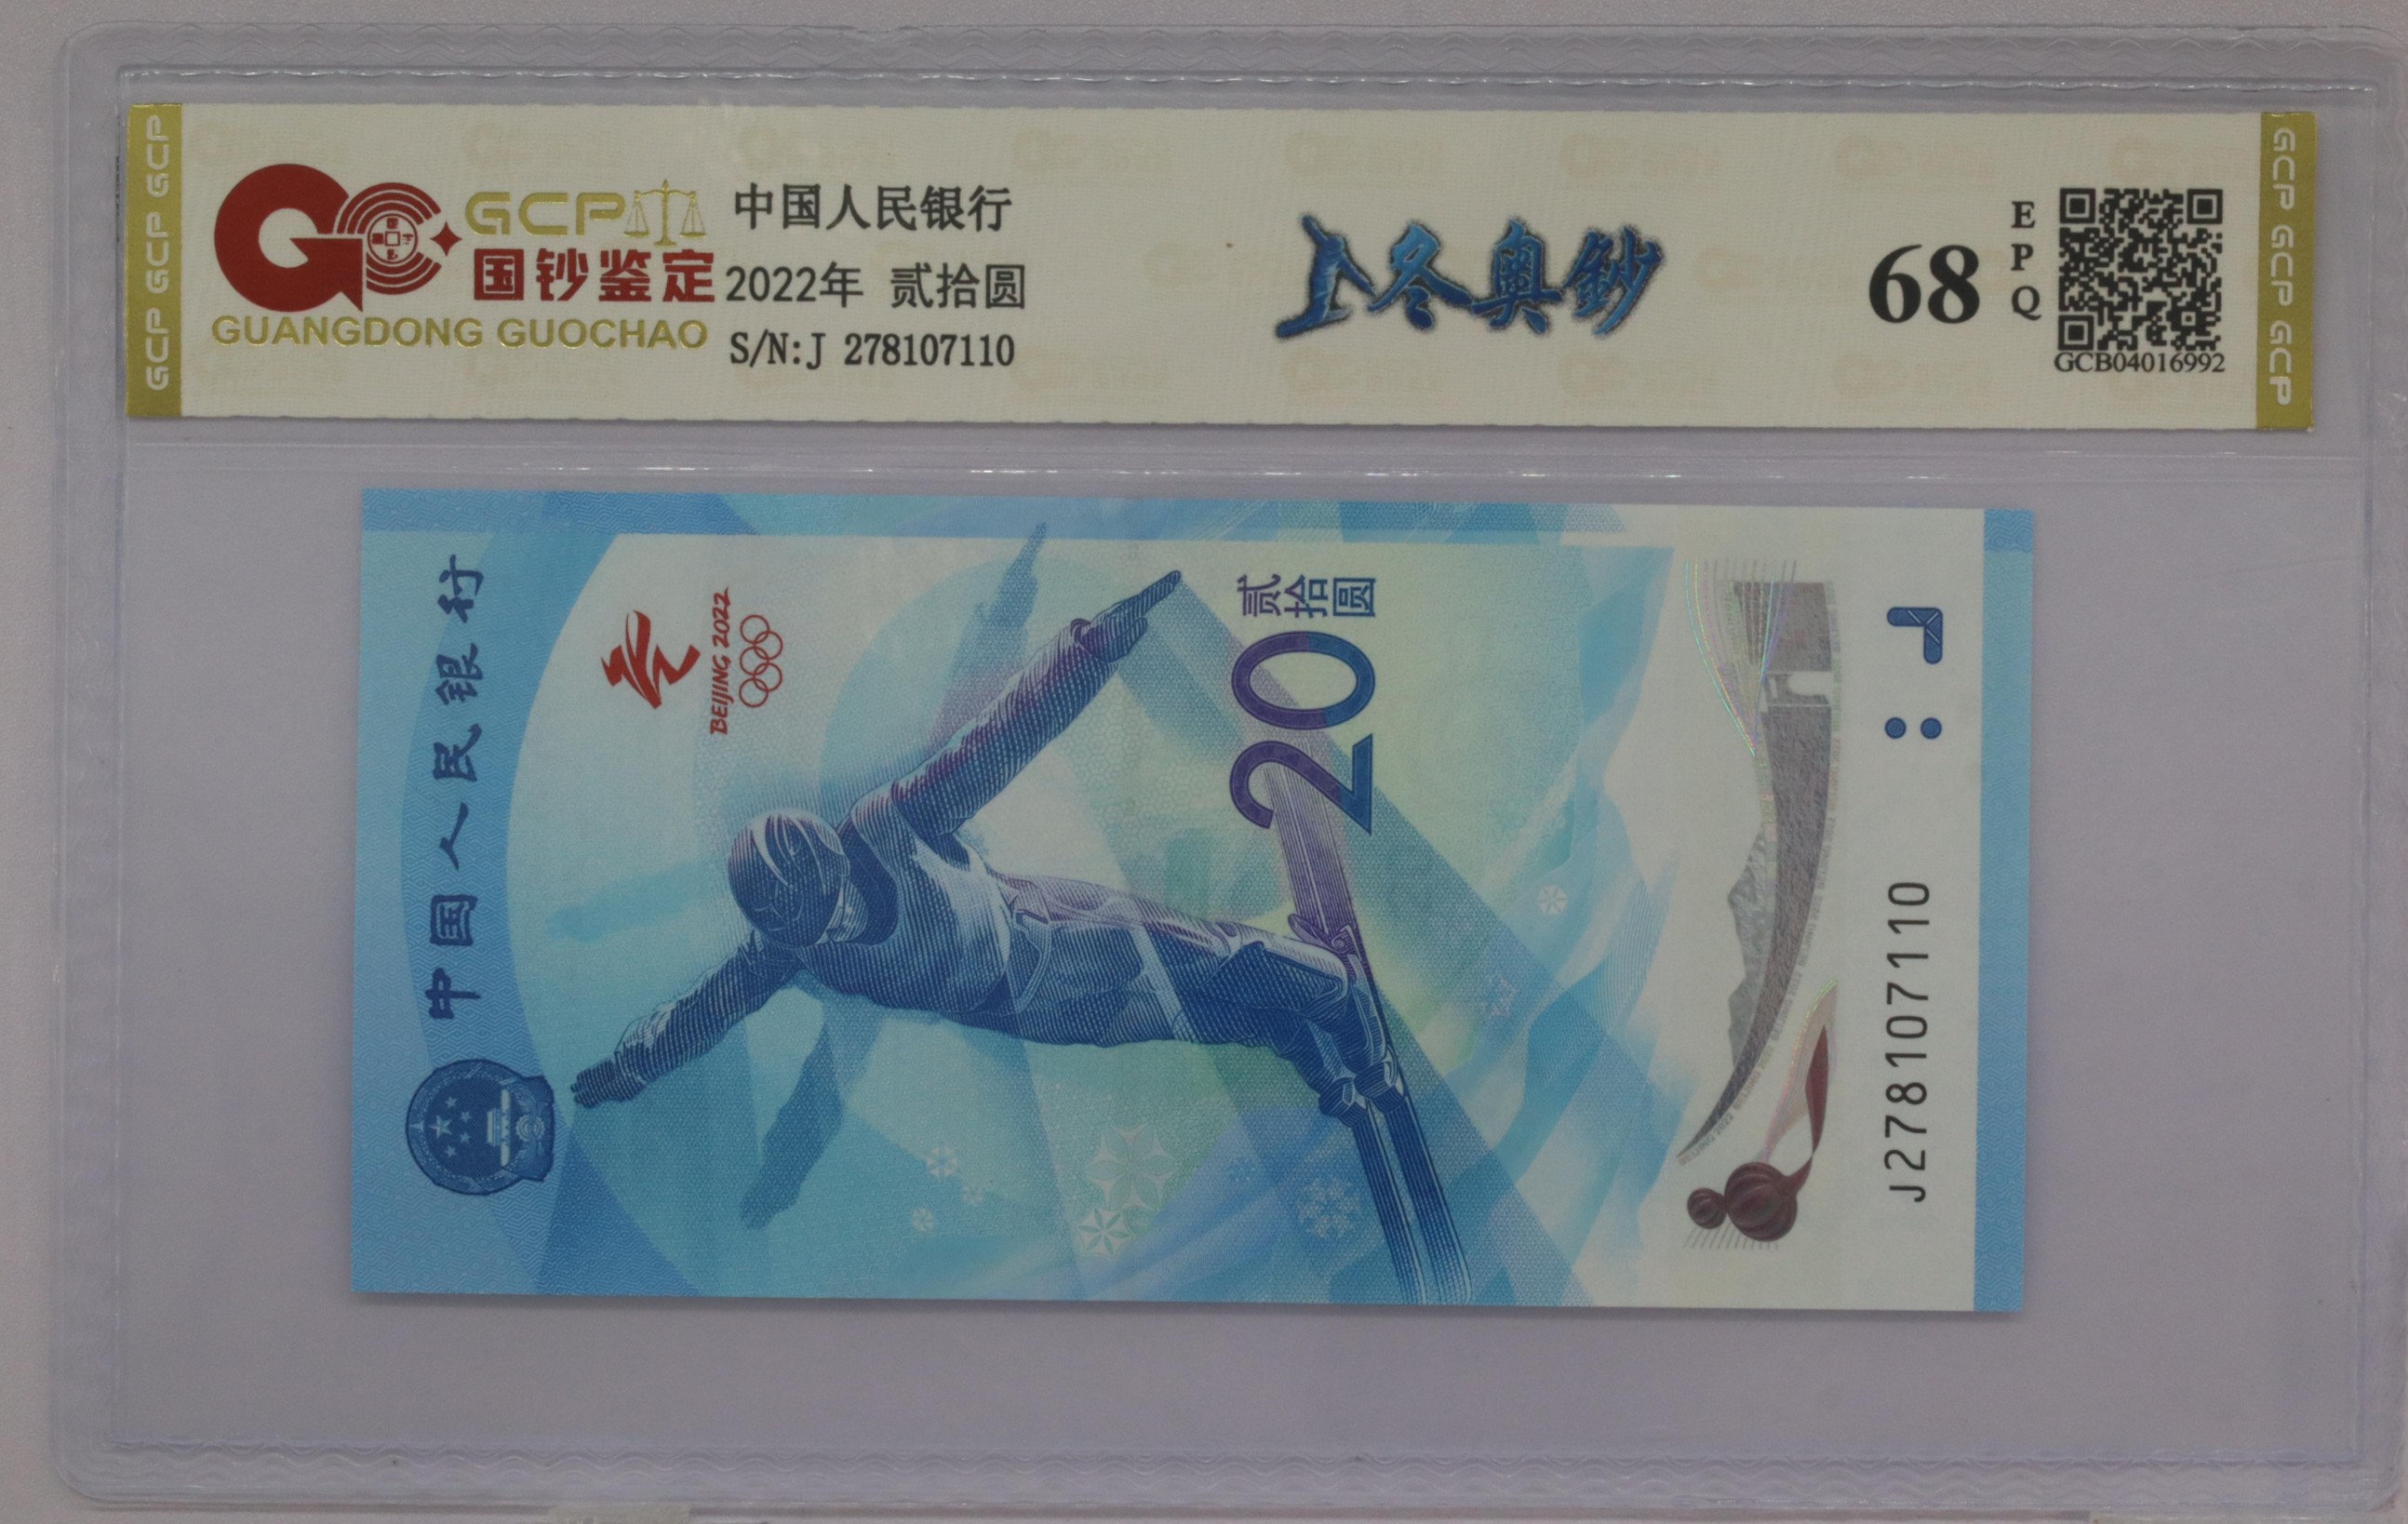 GCP GCP GCP
GCP
国钞鉴定
GUANGDONG GUOCHAO
中国人民银行
2022年 贰拾圆
S/N:J 278107110
冬奥鈔
68
EPQ
GCB04016992
GCP GCP GCP
中国人民银行
BEIJING 2022
贰拾圆
20
J278107110